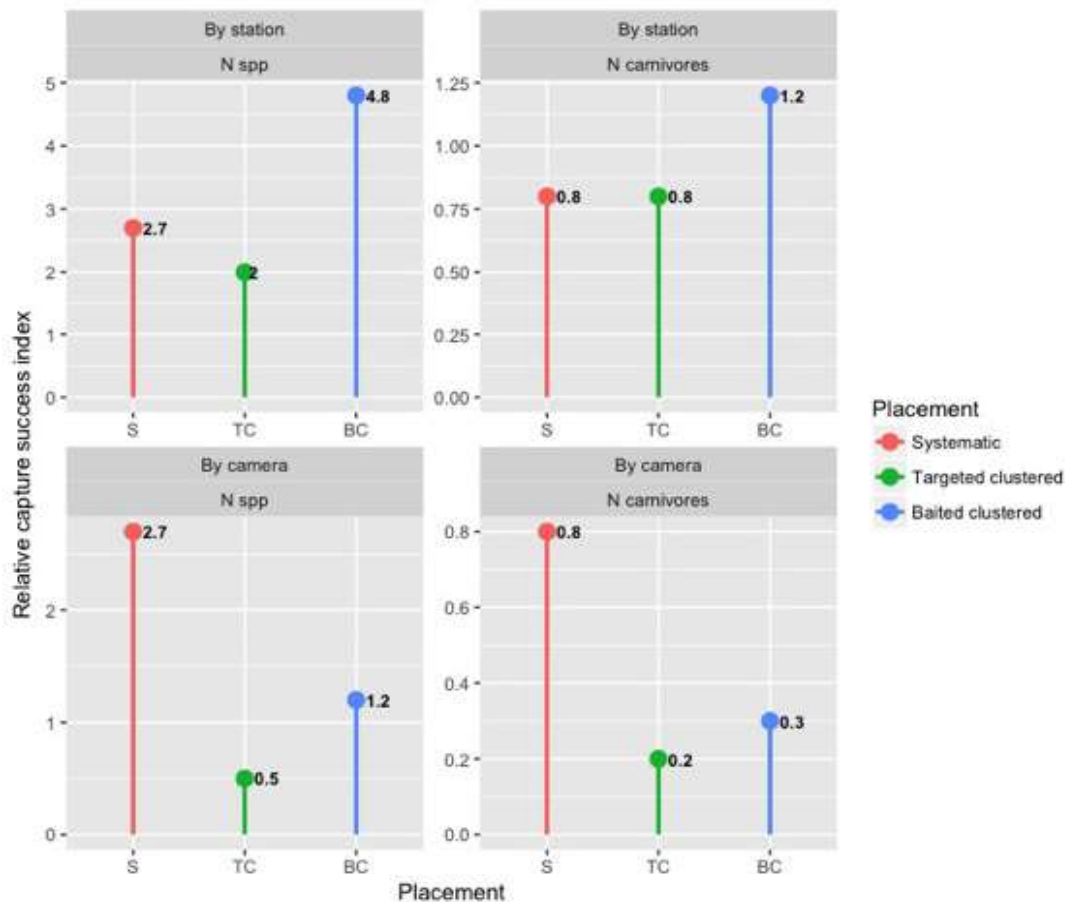 By station
N spp
5
4
3
2
1
0
4.8
2.7
2
S TC BC
By station
N carnivores
1.25
1.00
0.75
0.50
0.25
0.00
1.2
0.8 0.8
S TC BC
By camera
N spp
2
1
0
2.7
1.2
0.5
S TC BC
By camera
N carnivores
0.8
0.6
0.4
0.2
0.0
0.8
0.3
0.2
S TC BC
Relative capture success index
Placement
Placement
Systematic
Targeted clustered
Baited clustered